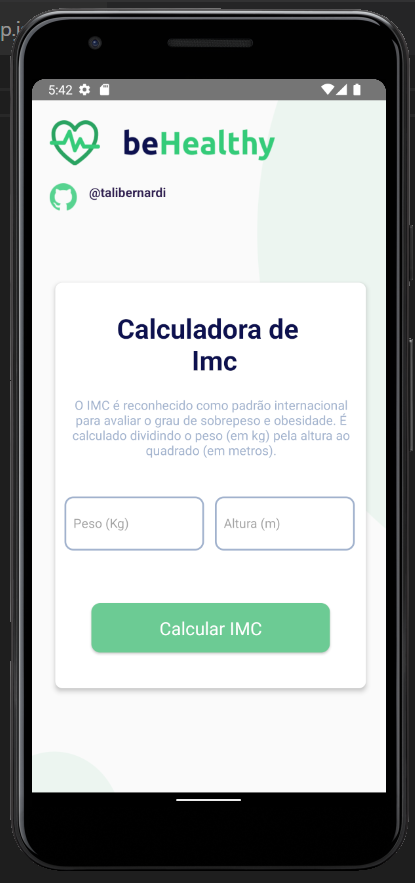 p.i
5:42
beHealthy
@talibernardi
Calculadora de
Imc
O IMC é reconhecido como padrão internacional
para avaliar o grau de sobrepeso e obesidade. É
calculado dividindo o peso (em kg) pela altura ao
quadrado (em metros).
Peso (Kg)
Altura (m)
Calcular IMC